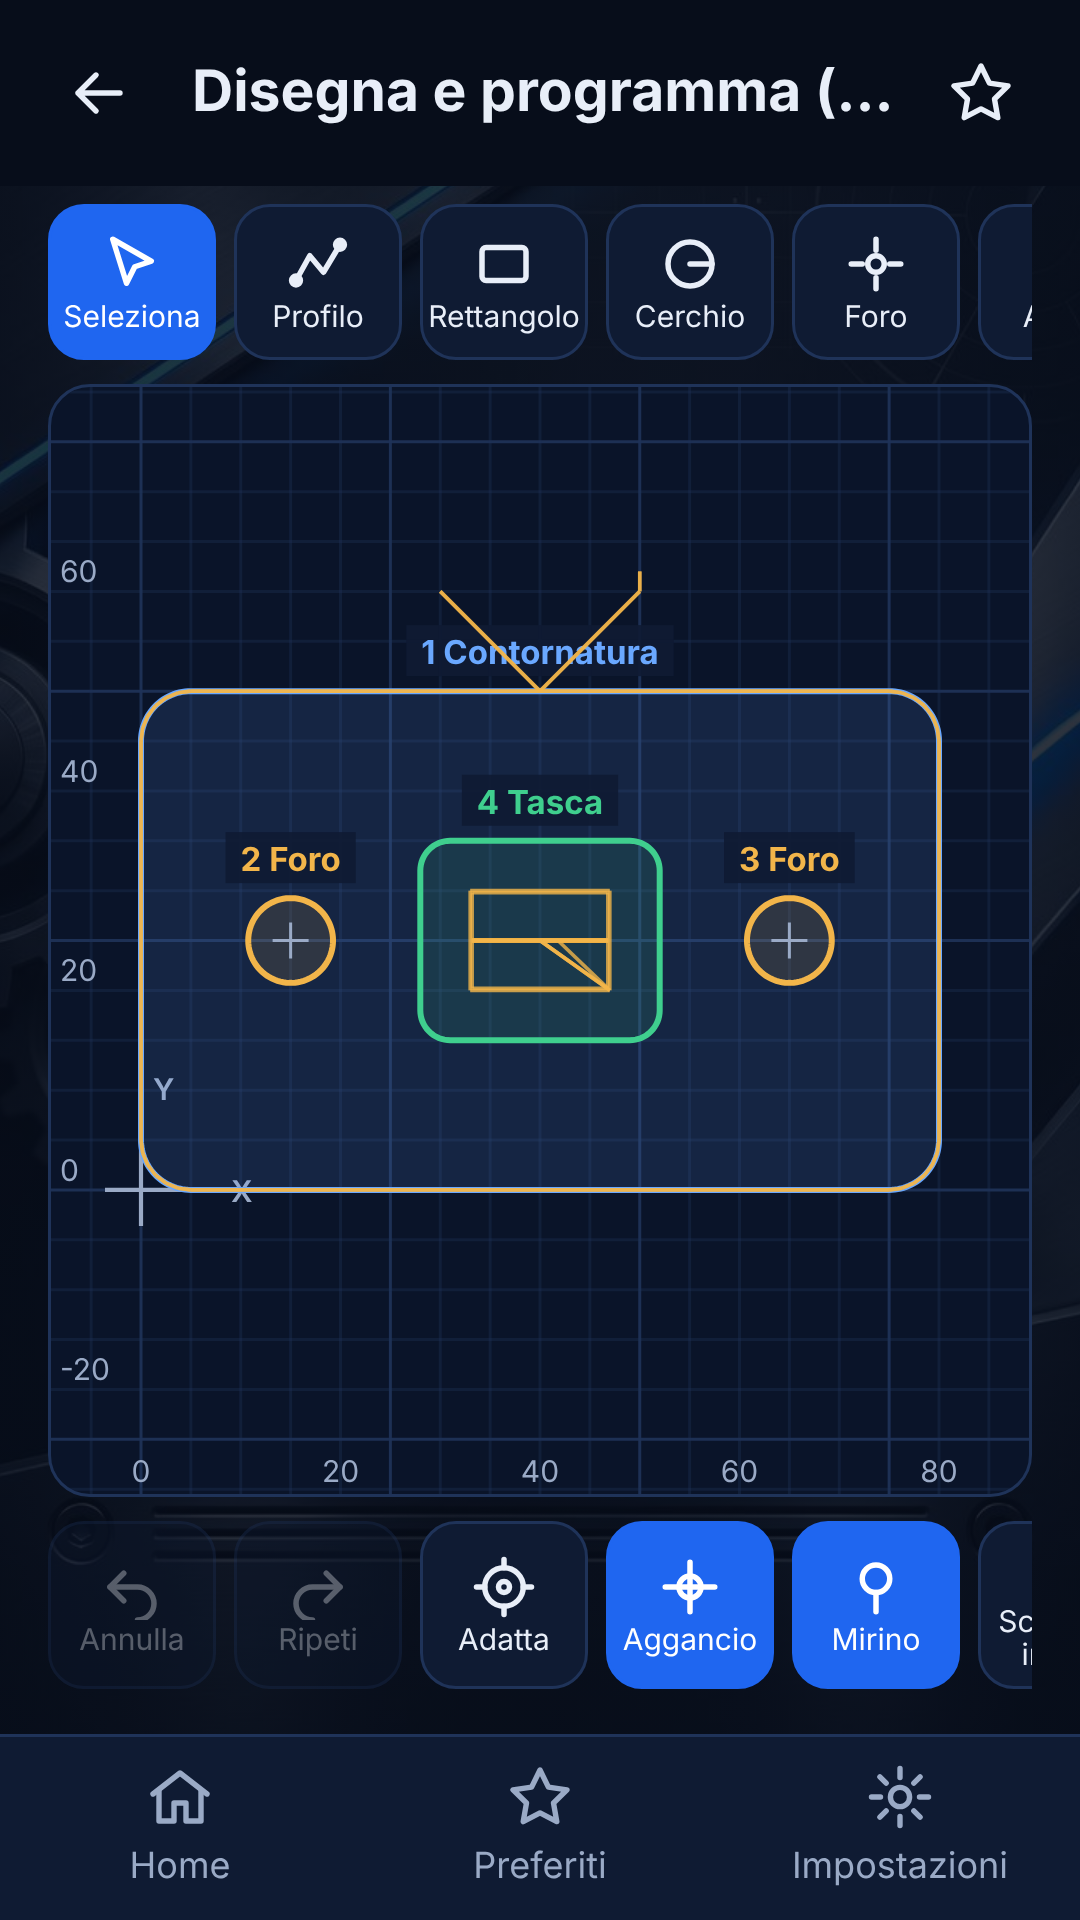 Disegna e programma (...
Seleziona
Profilo
Rettangolo
Cerchio
Foro
60
1 Contornatura
40
4 Tasca
2 Foro
3 Foro
20
Y
0
X
-20
0
20
40
60
80
Annulla
Ripeti
Adatta
Aggancio
Mirino
Home
Preferiti
Impostazioni